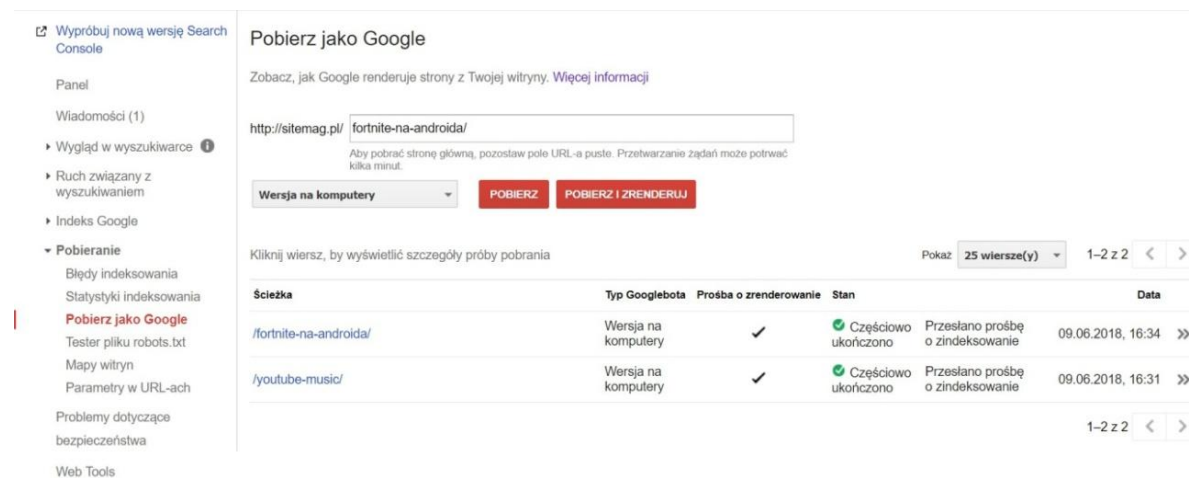 Wypróbuj nową wersję Search
Console
Panel
Wiadomości (1)
Wygląd w wyszukiwarce
Ruch związany z
wyszukiwaniem
Indeks Google
Pobieranie
Błędy indeksowania
Statystyki indeksowania
Pobierz jako Google
Tester pliku robots.txt
Mapy witryn
Parametry w URL-ach
Problemy dotyczące
bezpieczeństwa
Web Tools
Pobierz jako Google
Zobacz, jak Google renderuje strony z Twojej witryny. Więcej informacji
http://sitemag.pl/ fortnite-na-androida/
Aby pobrać stronę główną, pozostaw pole URL-a puste. Przetwarzanie żądań może potrwać
kilka minut.
Wersja na komputery POBIERZ POBIERZ I ZRENDERUJ
Kliknij wiersz, by wyświetlić szczegóły próby pobrania Pokaż 25 wiersze(y) 1–2 z 2
Ścieżka Typ Googlebota Prośba o zrenderowanie Stan Data
/fortnite-na-androida/ Wersja na komputery ✓ Częściowo ukończono Przesłano prośbę o zindeksowanie 09.06.2018, 16:34 »
/youtube-music/ Wersja na komputery ✓ Częściowo ukończono Przesłano prośbę o zindeksowanie 09.06.2018, 16:31 »
1–2 z 2